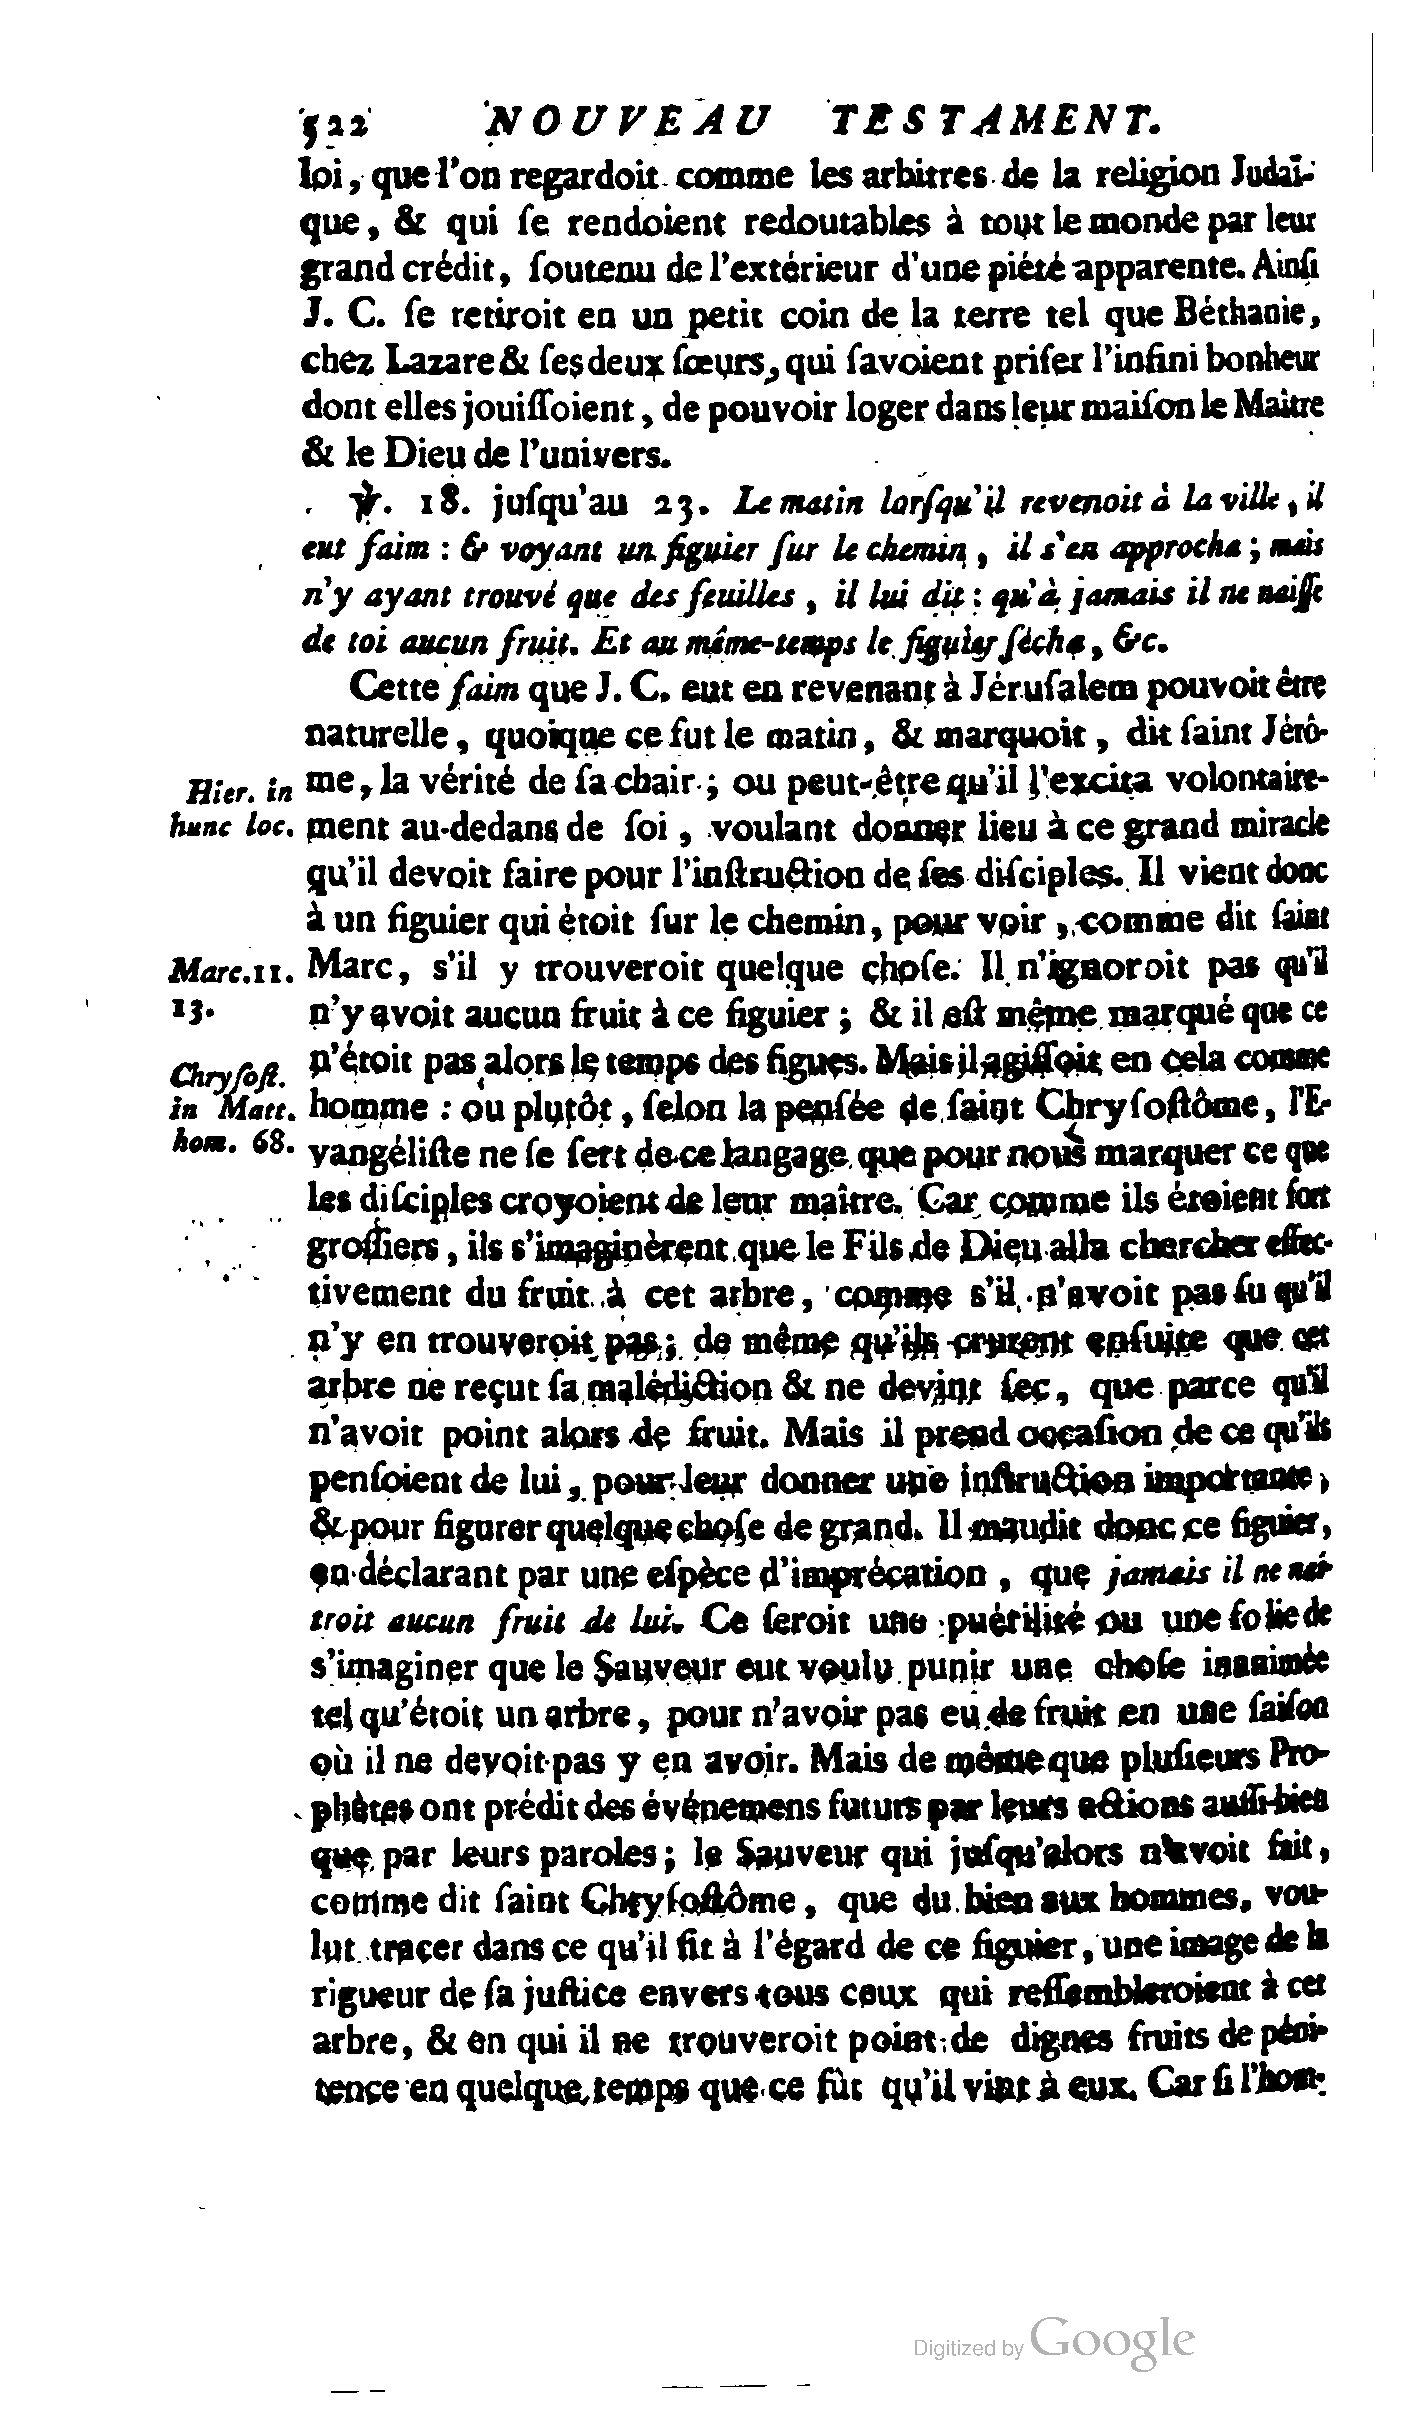 522 NOUVEAU TESTAMENT.
loi, que l'on regardoit comme les arbitres de la religion Judaï-
que, & qui ſe rendoient redoutables à tout le monde par leur
grand crédit, ſoutenu de l'extérieur d'une piété apparente. Ainſi
J. C. ſe retiroit en un petit coin de la terre tel que Béthanie,
chez Lazare & ſes deux ſœurs, qui ſavoient priſer l'infini bonheur
dont elles jouiſſoient, de pouvoir loger dans leur maiſon le Maître
& le Dieu de l'univers.
℣. 18. juſqu'au 23. Le matin lorſqu'il revenoit à la ville, il
eut faim : & voyant un figuier ſur le chemin, il s'en approcha ; mais
n'y ayant trouvé que des feuilles, il lui dit : qu'à jamais il ne naiſſe
de toi aucun fruit. Et au même-temps le figuier ſécha, &c.
Cette faim que J. C. eut en revenant à Jéruſalem pouvoit être
naturelle, quoique ce fut le matin, & marquoit, dit ſaint Jérô-
Hier. in me, la vérité de ſa chair ; ou peut-être qu'il l'excita volontaire-
hunc loc. ment au-dedans de ſoi, voulant donner lieu à ce grand miracle
qu'il devoit faire pour l'inſtruction de ſes diſciples. Il vient donc
à un figuier qui étoit ſur le chemin, pour voir, comme dit ſaint
Marc. 11. Marc, s'il y trouveroit quelque choſe. Il n'ignoroit pas qu'il
13. n'y avoit aucun fruit à ce figuier ; & il eſt même marqué que ce
Chryſoſt. n'étoit pas alors le temps des figues. Mais il agiſſoit en cela comme
in Matt. homme : ou plutôt, ſelon la penſée de ſaint Chryſoſtôme, l'E-
hom. 68. vangéliſte ne ſe ſert de ce langage que pour nous marquer ce que
les diſciples croyoient de leur maître. Car comme ils étoient fort
groſſiers, ils s'imaginèrent que le Fils de Dieu alla chercher effec-
tivement du fruit à cet arbre, comme s'il n'avoit pas ſu qu'il
n'y en trouveroit pas ; de même qu'ils crurent enſuite que cet
arbre ne reçut ſa malédiction & ne devint ſec, que parce qu'il
n'avoit point alors de fruit. Mais il prend occaſion de ce qu'ils
penſoient de lui, pour leur donner une inſtruction importante,
& pour figurer quelque choſe de grand. Il maudit donc ce figuier,
en déclarant par une eſpèce d'imprécation, que jamais il ne naî-
troit aucun fruit de lui. Ce ſeroit une puérilité ou une folie de
s'imaginer que le Sauveur eut voulu punir une choſe inanimée
tel qu'étoit un arbre, pour n'avoir pas eu de fruit en une ſaiſon
où il ne devoit pas y en avoir. Mais de même que pluſieurs Pro-
phètes ont prédit des événemens futurs par leurs actions auſſi-bien
que par leurs paroles ; le Sauveur qui juſqu'alors n'avoit fait,
comme dit ſaint Chryſoſtôme, que du bien aux hommes, vou-
lut tracer dans ce qu'il fit à l'égard de ce figuier, une image de la
rigueur de ſa juſtice envers tous ceux qui reſſembleroient à cet
arbre, & en qui il ne trouveroit point de dignes fruits de péni-
tence en quelque temps que ce fût qu'il vint à eux. Car ſi l'hom-
Digitized by Google